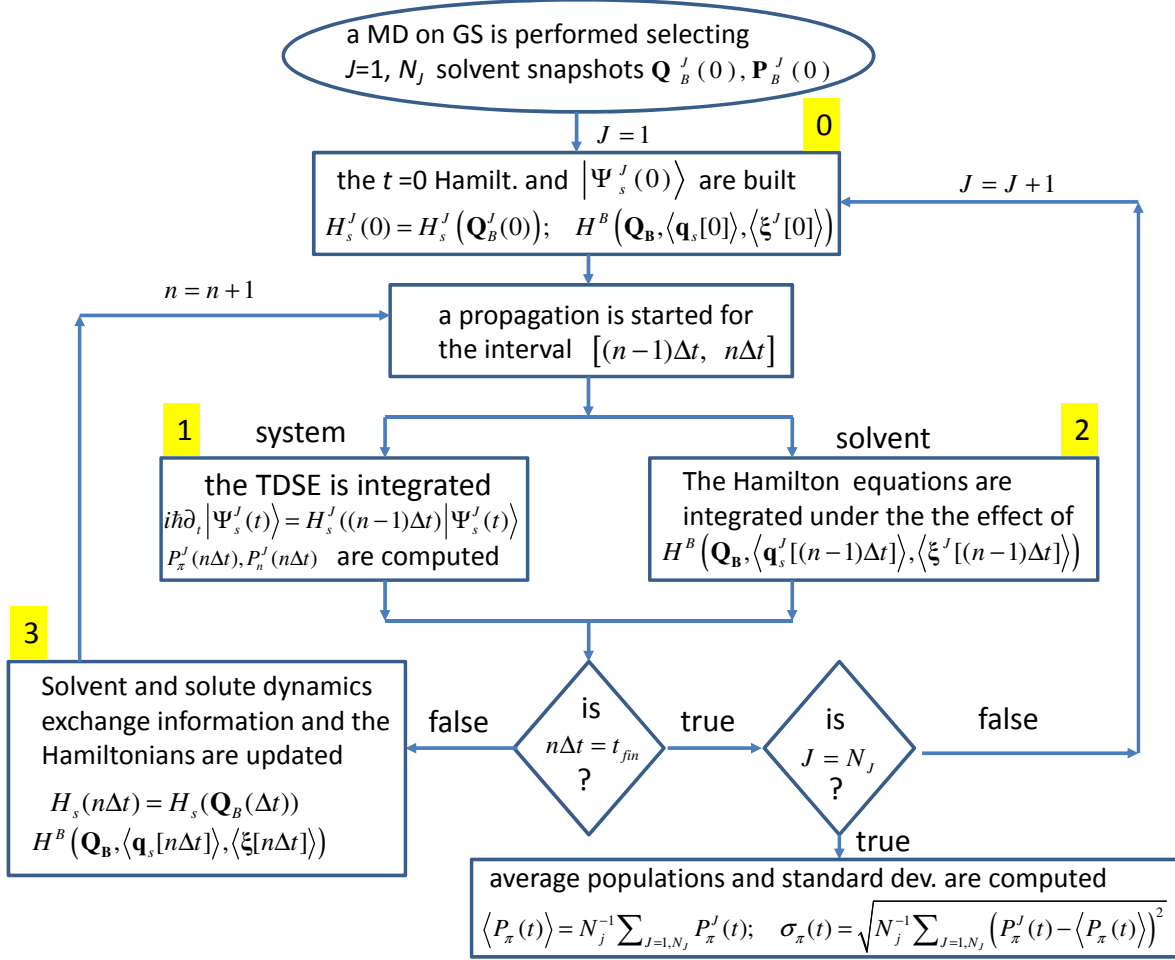 a MD on GS is performed selecting
J=1, N_J solvent snapshots Q_B^J(0), P_B^J(0)
J = 1
0
the t =0 Hamilt. and |Ψ_s^J(0)⟩ are built
H_s^J(0) = H_s^J(Q_B^J(0)); H^B(Q_B,⟨q_s[0]⟩,⟨ξ^J[0]⟩)
J = J + 1
n = n + 1
a propagation is started for
the interval [(n−1)Δt, nΔt]
1
system
the TDSE is integrated
iħ∂_t|Ψ_s^J(t)⟩ = H_s^J((n−1)Δt)|Ψ_s^J(t)⟩
P_π^J(nΔt), P_n^J(nΔt) are computed
solvent
2
The Hamilton equations are
integrated under the the effect of
H^B(Q_B,⟨q_s^J[(n−1)Δt]⟩,⟨ξ^J[(n−1)Δt]⟩)
3
Solvent and solute dynamics
exchange information and the
Hamiltonians are updated
H_s(nΔt) = H_s(Q_B(Δt))
H^B(Q_B,⟨q_s[nΔt]⟩,⟨ξ[nΔt]⟩)
false
is
nΔt = t_fin
?
true
is
J = N_J
?
false
true
average populations and standard dev. are computed
⟨P_π(t)⟩ = N_j^{-1}∑_{J=1,N_J} P_π^J(t); σ_π(t) = √(N_j^{-1}∑_{J=1,N_J}(P_π^J(t) − ⟨P_π(t)⟩)^2)